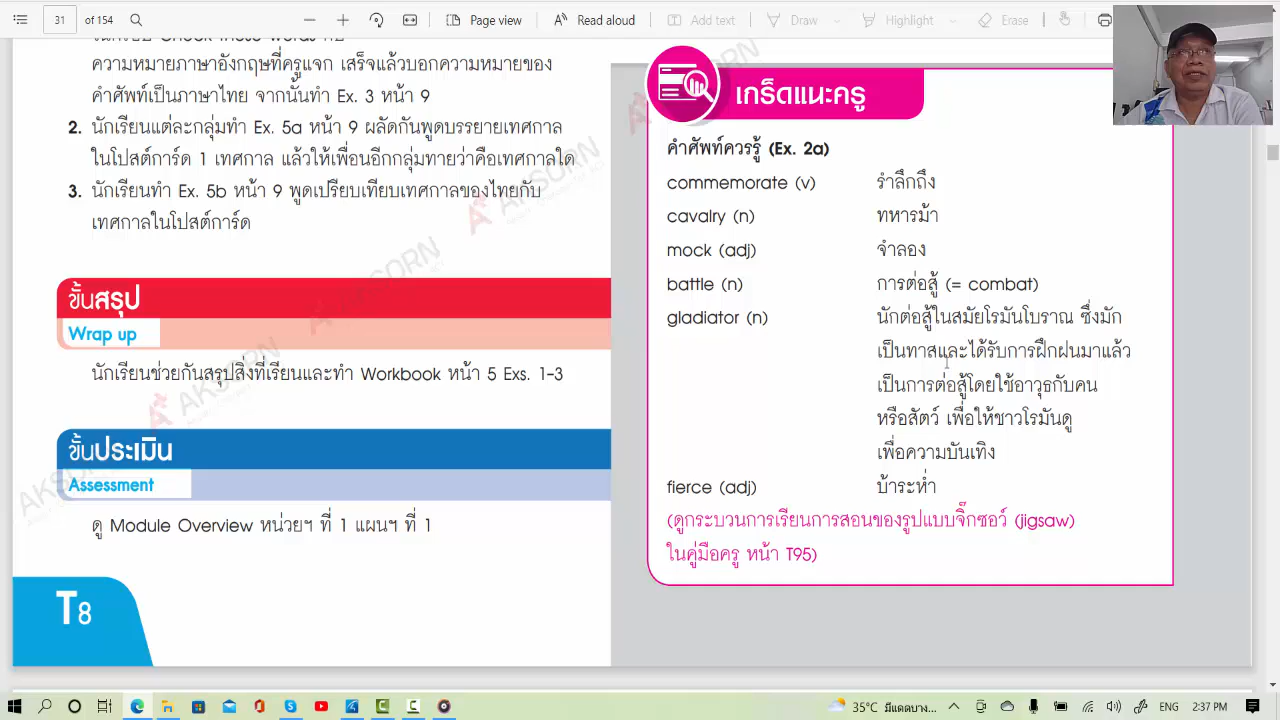 31 of 154
Page view
Read aloud
Add text
Highlight
Erase
ความหมายภาษาอังกฤษที่ครูแจก เสร็จแล้วบอกความหมายของ
คำศัพท์เป็นภาษาไทย จากนั้นทำ Ex. 3 หน้า 9
2. นักเรียนแต่ละกลุ่มทำ Ex. 5a หน้า 9 ผลัดกันพูดบรรยายเทศกาล
ในโปสต์การ์ด 1 เทศกาล แล้วให้เพื่อนอีกกลุ่มทายว่าคือเทศกาลใด
3. นักเรียนทำ Ex. 5b หน้า 9 พูดเปรียบเทียบเทศกาลของไทยกับ
เทศกาลในโปสต์การ์ด
ขั้นสรุป
Wrap up
นักเรียนช่วยกันสรุปสิ่งที่เรียนและทำ Workbook หน้า 5 Exs. 1-3
ขั้นประเมิน
Assessment
ดู Module Overview หน่วยฯ ที่ 1 แผนฯ ที่ 1
T8
เกร็ดแนะครู
คำศัพท์ควรรู้ (Ex. 2a)
commemorate (v) รำลึกถึง
cavalry (n) ทหารม้า
mock (adj) จำลอง
battle (n) การต่อสู้ (= combat)
gladiator (n) นักต่อสู้ในสมัยโรมันโบราณ ซึ่งมัก
เป็นทาสและได้รับการฝึกฝนมาแล้ว
เป็นการต่อสู้โดยใช้อาวุธกับคน
หรือสัตว์ เพื่อให้ชาวโรมันดู
เพื่อความบันเทิง
fierce (adj) บ้าระห่ำ
(ดูกระบวนการเรียนการสอนของรูปแบบจิ๊กซอว์ (jigsaw)
ในคู่มือครู หน้า T95)
AKSORN
AKSORN
AKSORN
35°C มีแดดบาง...
ENG
2:37 PM